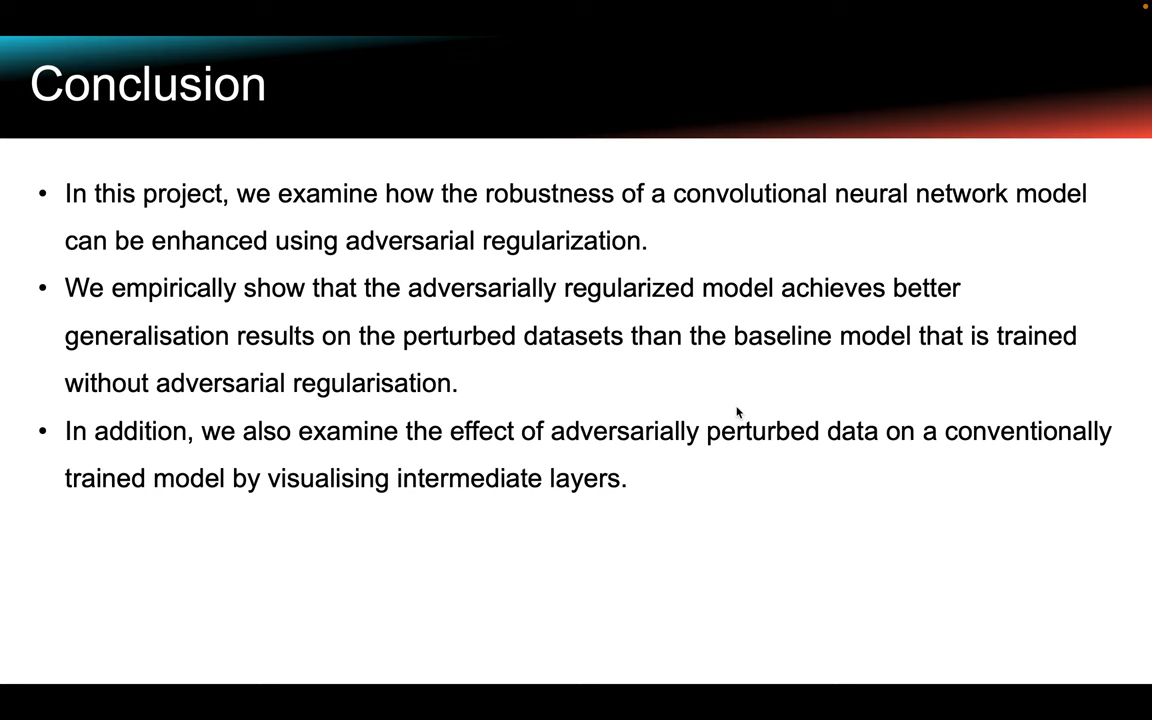 Conclusion
• In this project, we examine how the robustness of a convolutional neural network model
can be enhanced using adversarial regularization.
• We empirically show that the adversarially regularized model achieves better
generalisation results on the perturbed datasets than the baseline model that is trained
without adversarial regularisation.
• In addition, we also examine the effect of adversarially perturbed data on a conventionally
trained model by visualising intermediate layers.